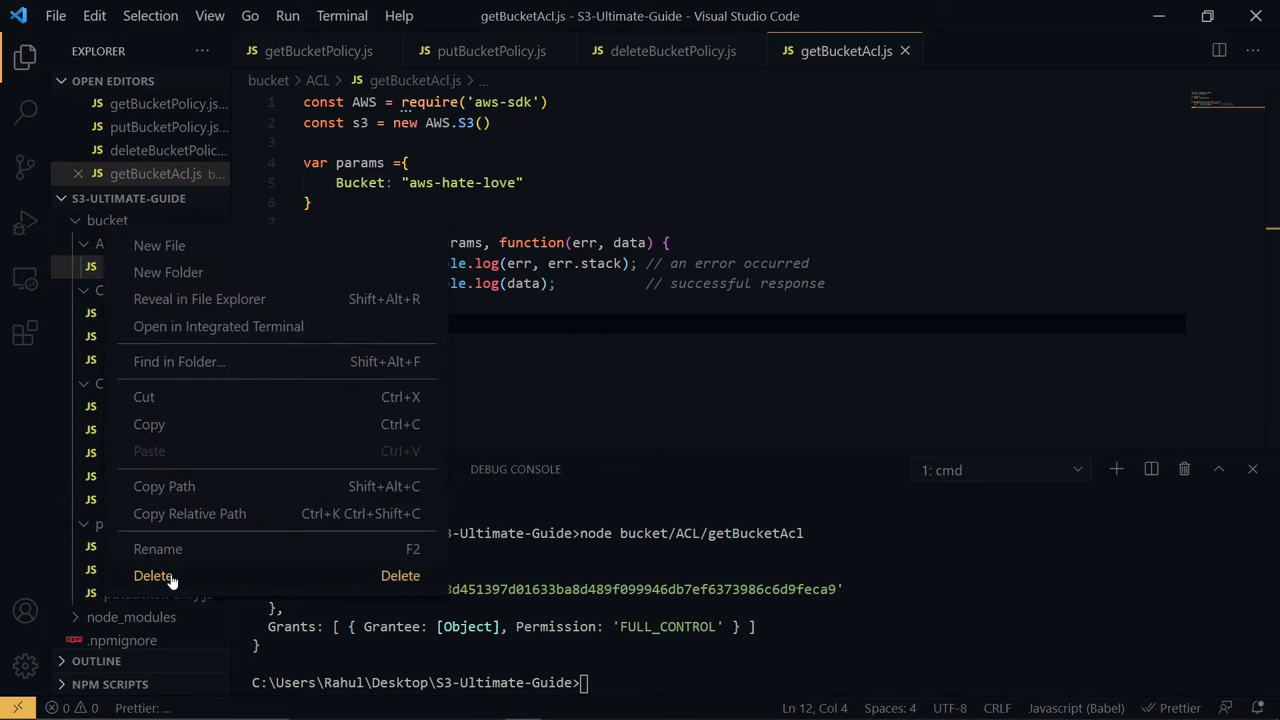 File Edit Selection View Go Run Terminal Help getBucketAcl.js - S3-Ultimate-Guide - Visual Studio Code
EXPLORER ... getBucketPolicy.js putBucketPolicy.js deleteBucketPolicy.js getBucketAcl.js
OPEN EDITORS
bucket > ACL > getBucketAcl.js > ...
getBucketPolicy.js...
putBucketPolicy.js...
deleteBucketPolic...
getBucketAcl.js b...
S3-ULTIMATE-GUIDE
bucket
1 const AWS = require('aws-sdk')
2 const s3 = new AWS.S3()
3
4 var params ={
5 Bucket: "aws-hate-love"
6 }
7
rams, function(err, data) {
le.log(err, err.stack); // an error occurred
le.log(data); // successful response
New File
New Folder
Reveal in File Explorer Shift+Alt+R
Open in Integrated Terminal
Find in Folder... Shift+Alt+F
Cut Ctrl+X
Copy Ctrl+C
Paste Ctrl+V
Copy Path Shift+Alt+C
Copy Relative Path Ctrl+K Ctrl+Shift+C
Rename F2
Delete Delete
node_modules
.npmignore
OUTLINE
NPM SCRIPTS
DEBUG CONSOLE 1: cmd
3-Ultimate-Guide>node bucket/ACL/getBucketAcl
8d451397d01633ba8d489f099946db7ef6373986c6d9feca9'
},
Grants: [ { Grantee: [Object], Permission: 'FULL_CONTROL' } ]
}
C:\Users\Rahul\Desktop\S3-Ultimate-Guide>
0 0 Prettier: ... Ln 12, Col 4 Spaces: 4 UTF-8 CRLF Javascript (Babel) Prettier